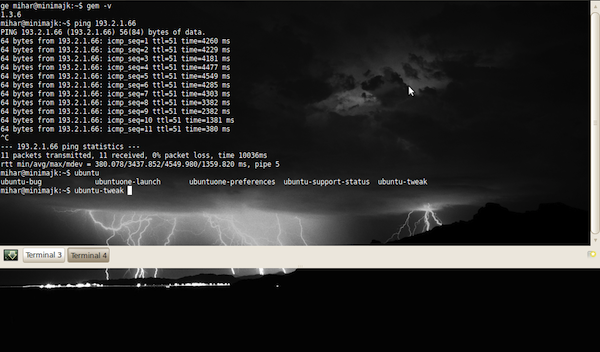 ge mihar@minimajk:~$ gem -v
1.3.6
mihar@minimajk:~$ ping 193.2.1.66
PING 193.2.1.66 (193.2.1.66) 56(84) bytes of data.
64 bytes from 193.2.1.66: icmp_seq=1 ttl=51 time=4260 ms
64 bytes from 193.2.1.66: icmp_seq=2 ttl=51 time=4229 ms
64 bytes from 193.2.1.66: icmp_seq=3 ttl=51 time=4181 ms
64 bytes from 193.2.1.66: icmp_seq=4 ttl=51 time=4477 ms
64 bytes from 193.2.1.66: icmp_seq=5 ttl=51 time=4549 ms
64 bytes from 193.2.1.66: icmp_seq=6 ttl=51 time=4285 ms
64 bytes from 193.2.1.66: icmp_seq=7 ttl=51 time=4303 ms
64 bytes from 193.2.1.66: icmp_seq=8 ttl=51 time=3382 ms
64 bytes from 193.2.1.66: icmp_seq=9 ttl=51 time=2382 ms
64 bytes from 193.2.1.66: icmp_seq=10 ttl=51 time=1381 ms
64 bytes from 193.2.1.66: icmp_seq=11 ttl=51 time=380 ms
^C
--- 193.2.1.66 ping statistics ---
11 packets transmitted, 11 received, 0% packet loss, time 10036ms
rtt min/avg/max/mdev = 380.078/3437.852/4549.980/1359.820 ms, pipe 5
mihar@minimajk:~$ ubuntu
ubuntu-bug ubuntuone-launch ubuntuone-preferences ubuntu-support-status ubuntu-tweak
mihar@minimajk:~$ ubuntu-tweak
Terminal 3 Terminal 4